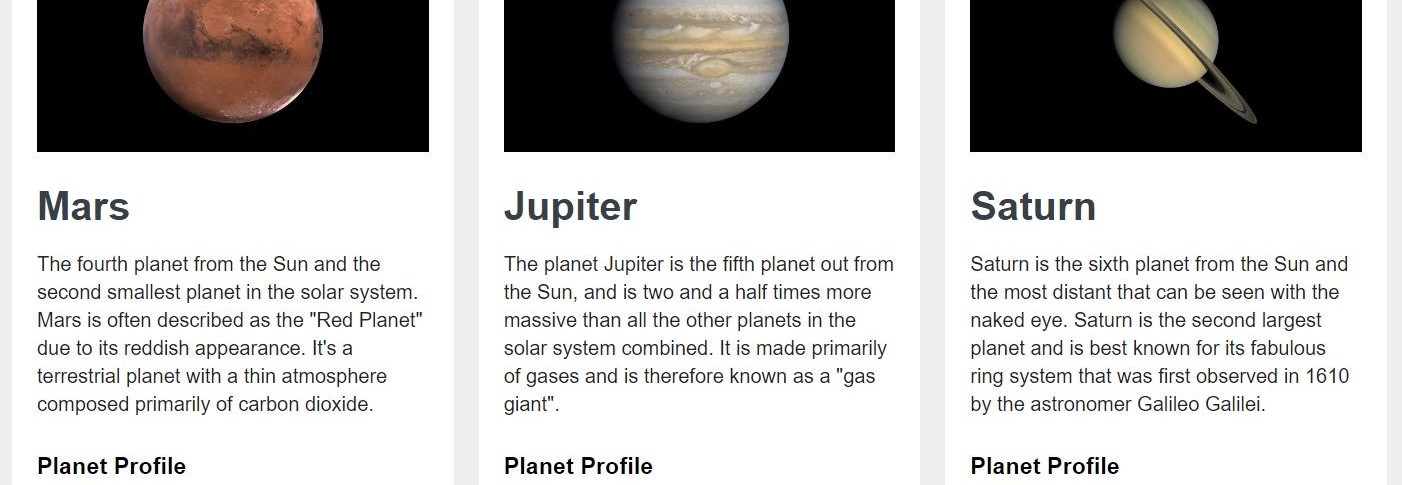 Mars
The fourth planet from the Sun and the
second smallest planet in the solar system.
Mars is often described as the "Red Planet"
due to its reddish appearance. It's a
terrestrial planet with a thin atmosphere
composed primarily of carbon dioxide.
Planet Profile
Jupiter
The planet Jupiter is the fifth planet out from
the Sun, and is two and a half times more
massive than all the other planets in the
solar system combined. It is made primarily
of gases and is therefore known as a "gas
giant".
Planet Profile
Saturn
Saturn is the sixth planet from the Sun and
the most distant that can be seen with the
naked eye. Saturn is the second largest
planet and is best known for its fabulous
ring system that was first observed in 1610
by the astronomer Galileo Galilei.
Planet Profile